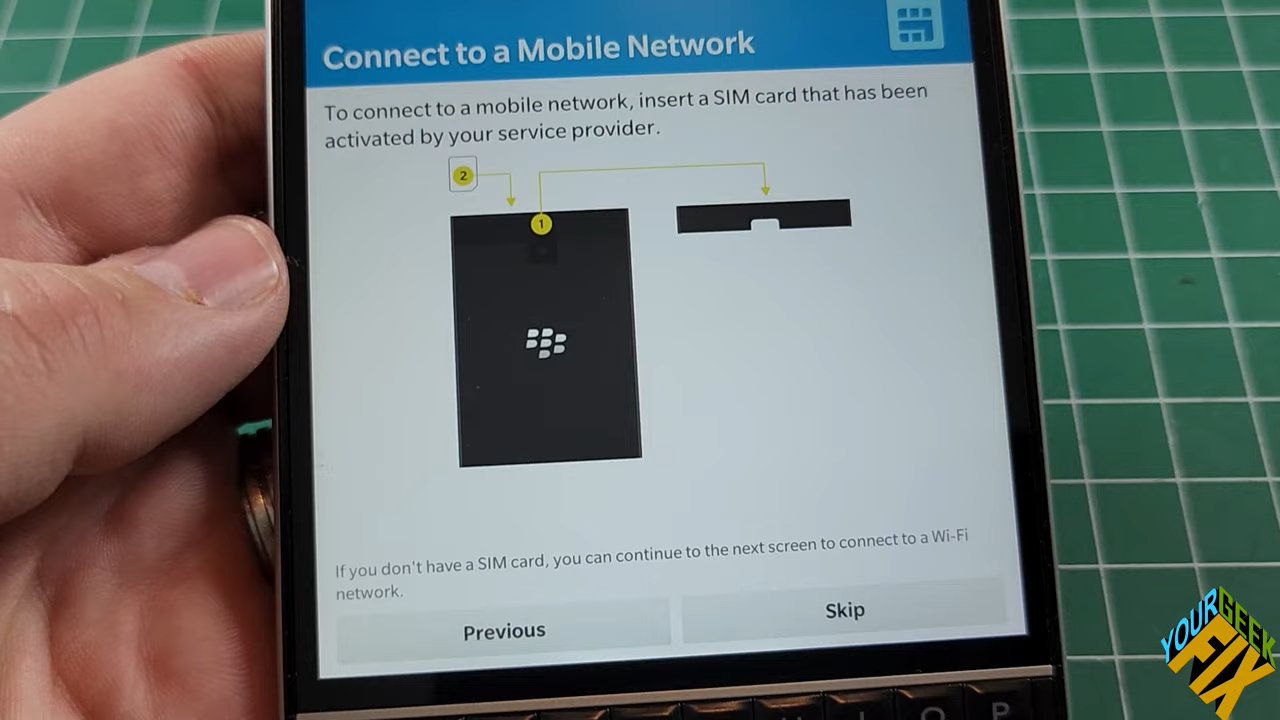 Connect to a Mobile Network
To connect to a mobile network, insert a SIM card that has been
activated by your service provider.
2
1
If you don't have a SIM card, you can continue to the next screen to connect to a Wi-Fi
network.
Previous
Skip
O P
YOURGEEK
FIX